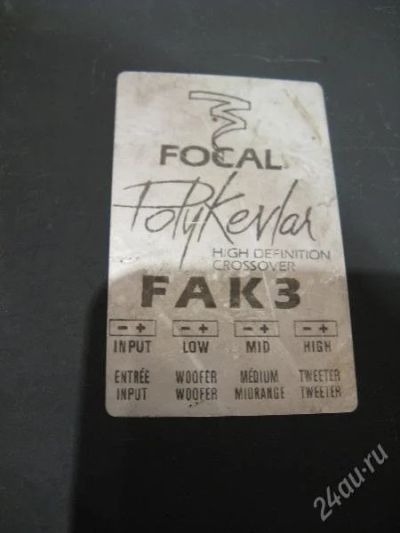 FOCAL
PolyKevlar
HIGH DEFINITION
CROSSOVER
FAK3
- + - + - + - +
INPUT LOW MID HIGH
ENTRÉE WOOFER MÉDIUM TWEETER
INPUT WOOFER MIDRANGE TWEETER
24au.ru